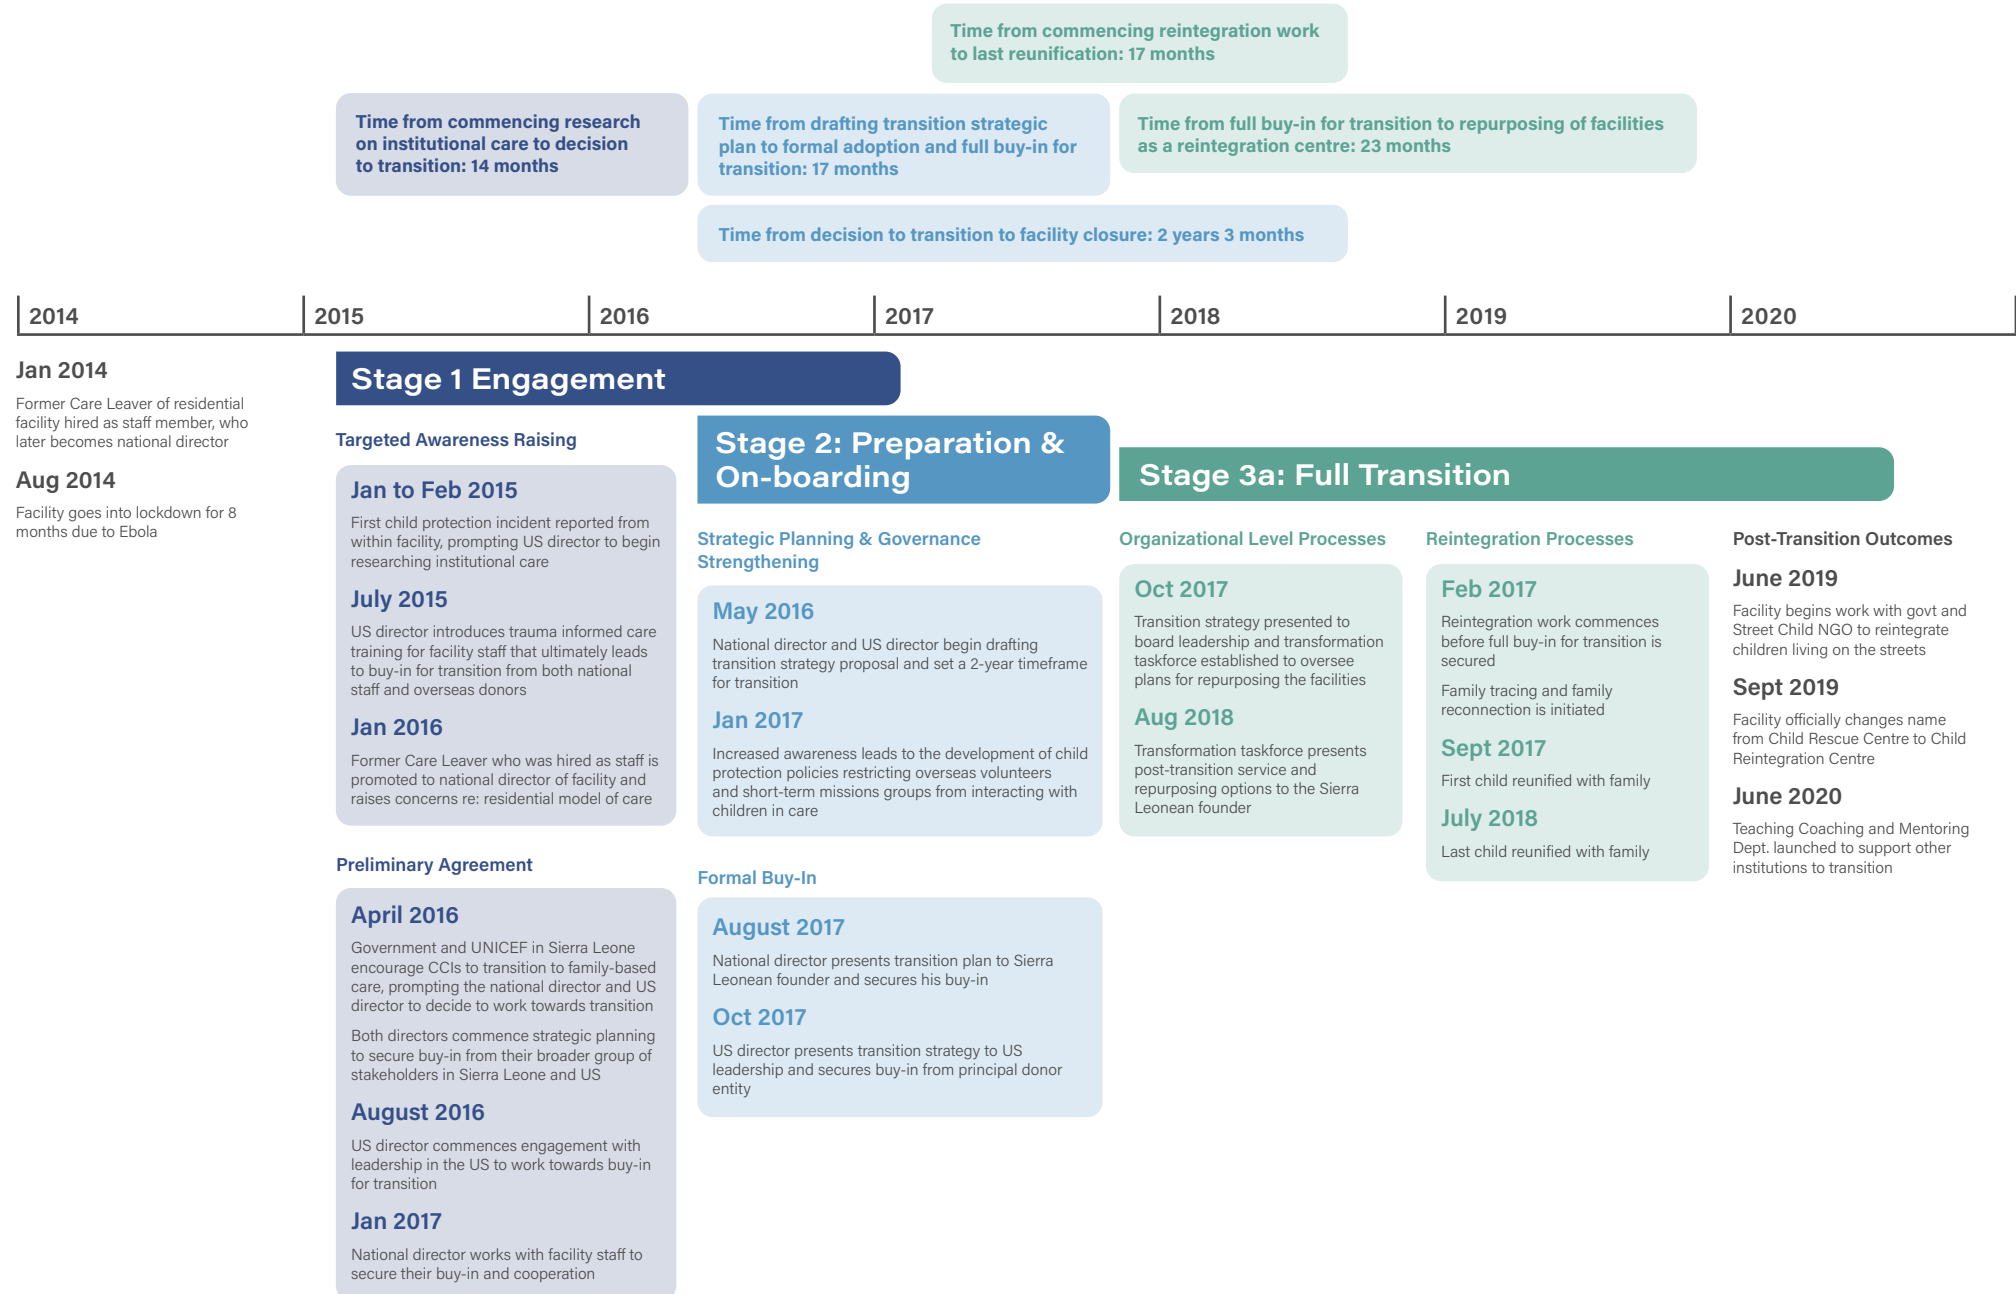 Time from commencing reintegration work
to last reunification: 17 months
Time from commencing research
on institutional care to decision
to transition: 14 months
Time from drafting transition strategic
plan to formal adoption and full buy-in for
transition: 17 months
Time from full buy-in for transition to repurposing of facilities
as a reintegration centre: 23 months
Time from decision to transition to facility closure: 2 years 3 months
2014
2015
2016
2017
2018
2019
2020
Jan 2014
Former Care Leaver of residential
facility hired as staff member, who
later becomes national director
Aug 2014
Facility goes into lockdown for 8
months due to Ebola
Stage 1 Engagement
Targeted Awareness Raising
Jan to Feb 2015
First child protection incident reported from
within facility, prompting US director to begin
researching institutional care
July 2015
US director introduces trauma informed care
training for facility staff that ultimately leads
to buy-in for transition from both national
staff and overseas donors
Jan 2016
Former Care Leaver who was hired as staff is
promoted to national director of facility and
raises concerns re: residential model of care
Preliminary Agreement
April 2016
Government and UNICEF in Sierra Leone
encourage CCIs to transition to family-based
care, prompting the national director and US
director to decide to work towards transition
Both directors commence strategic planning
to secure buy-in from their broader group of
stakeholders in Sierra Leone and US
August 2016
US director commences engagement with
leadership in the US to work towards buy-in
for transition
Jan 2017
National director works with facility staff to
secure their buy-in and cooperation
Stage 2: Preparation &
On-boarding
Strategic Planning & Governance
Strengthening
May 2016
National director and US director begin drafting
transition strategy proposal and set a 2-year timeframe
for transition
Jan 2017
Increased awareness leads to the development of child
protection policies restricting overseas volunteers
and short-term missions groups from interacting with
children in care
Formal Buy-In
August 2017
National director presents transition plan to Sierra
Leonean founder and secures his buy-in
Oct 2017
US director presents transition strategy to US
leadership and secures buy-in from principal donor
entity
Stage 3a: Full Transition
Organizational Level Processes
Oct 2017
Transition strategy presented to
board leadership and transformation
taskforce established to oversee
plans for repurposing the facilities
Aug 2018
Transformation taskforce presents
post-transition service and
repurposing options to the Sierra
Leonean founder
Reintegration Processes
Feb 2017
Reintegration work commences
before full buy-in for transition is
secured
Family tracing and family
reconnection is initiated
Sept 2017
First child reunified with family
July 2018
Last child reunified with family
Post-Transition Outcomes
June 2019
Facility begins work with govt and
Street Child NGO to reintegrate
children living on the streets
Sept 2019
Facility officially changes name
from Child Rescue Centre to Child
Reintegration Centre
June 2020
Teaching Coaching and Mentoring
Dept. launched to support other
institutions to transition